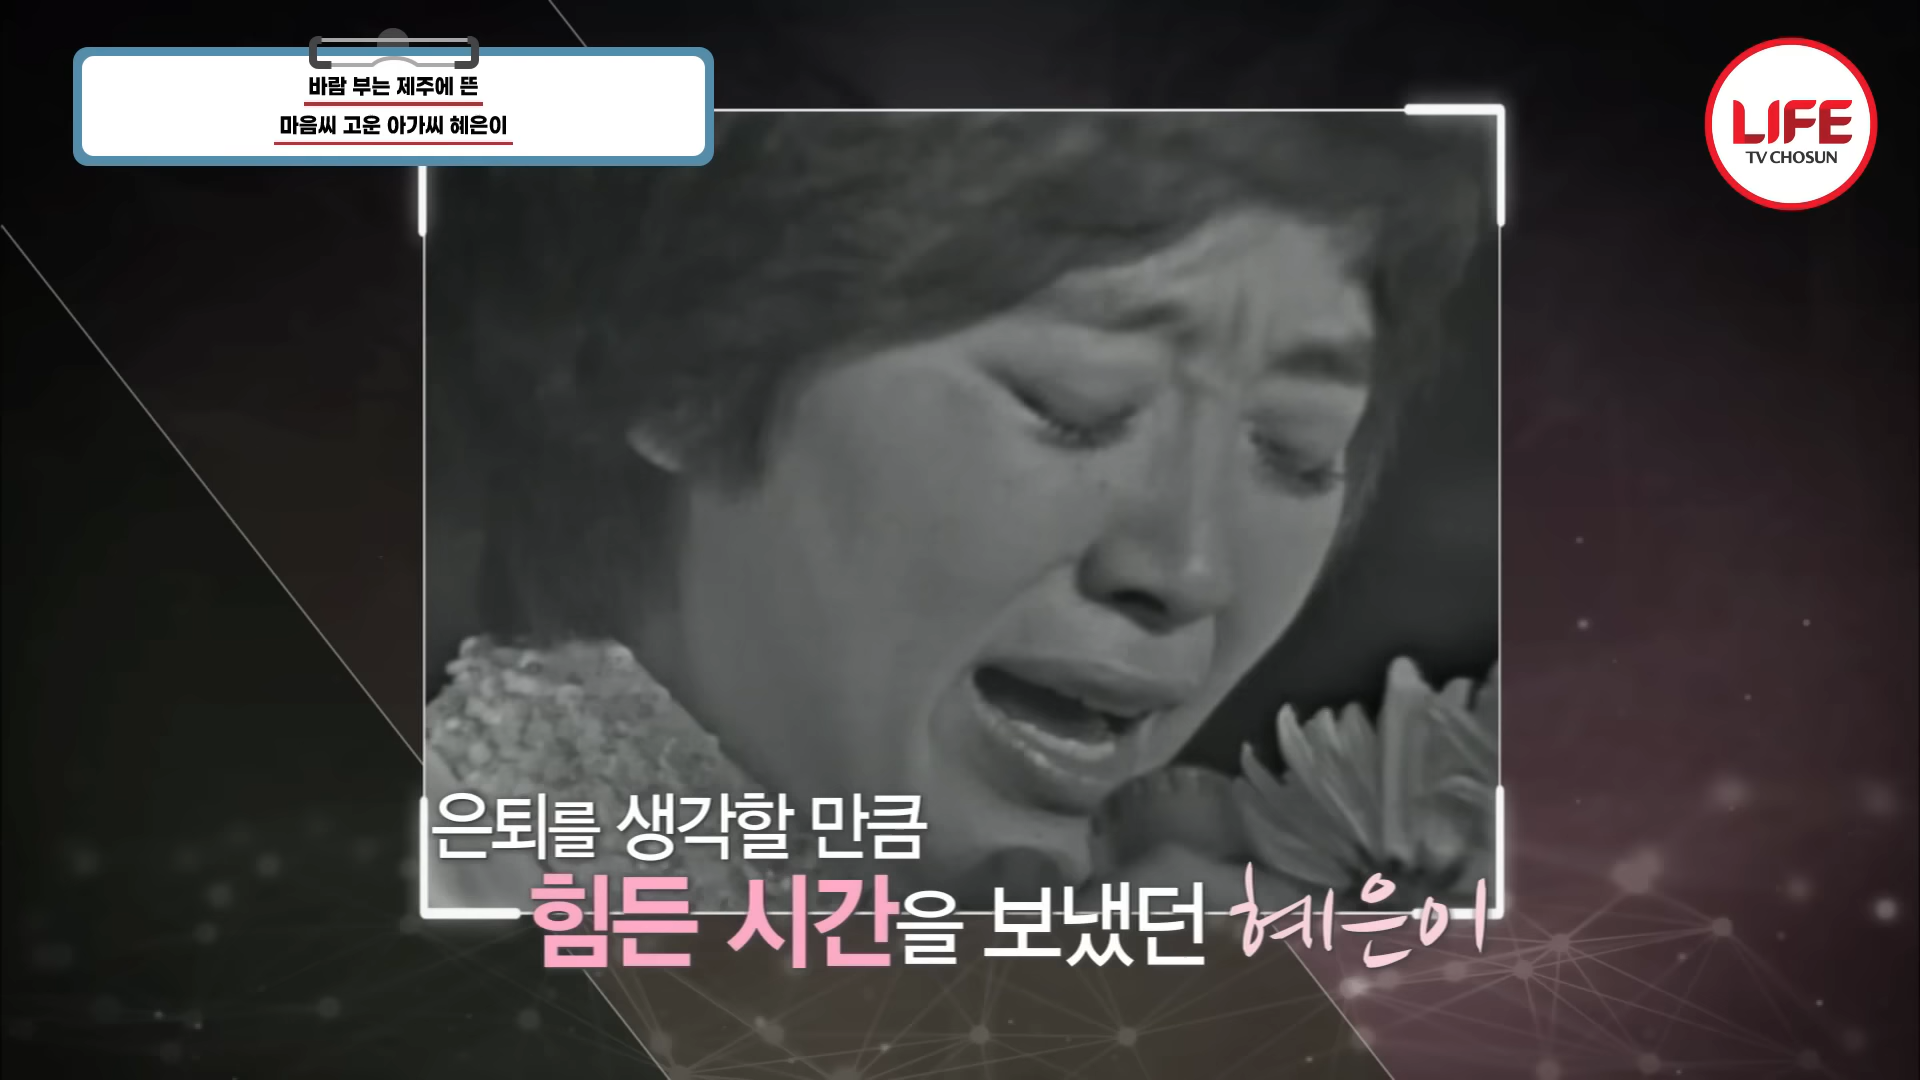 바람 부는 제주에 뜬
마음씨 고운 아가씨 혜은이
LIFE
TV CHOSUN
은퇴를 생각할 만큼
힘든 시간을 보냈던 혜은이